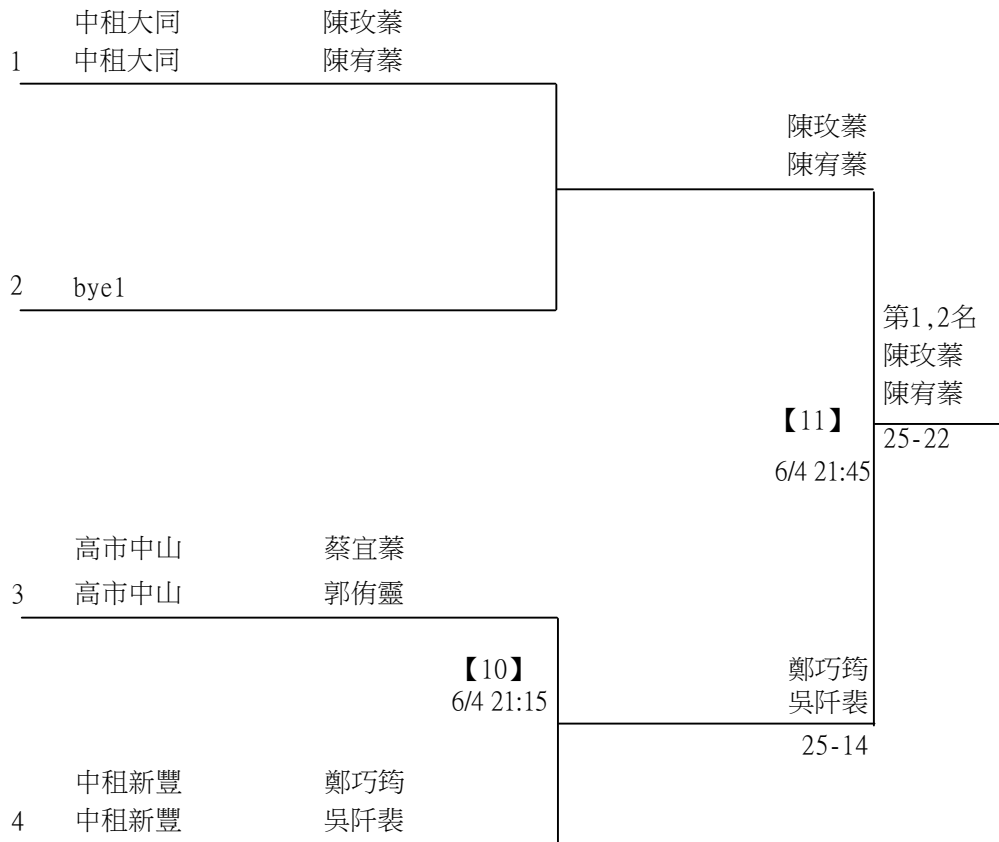 中租大同 陳玫蓁
1 中租大同 陳宥蓁
陳玫蓁
陳宥蓁
2 bye1
第1,2名
陳玫蓁
陳宥蓁
【11】
25-22
6/4 21:45
高市中山 蔡宜蓁
3 高市中山 郭侑靈
【10】
6/4 21:15
鄭巧筠
吳阡裴
25-14
中租新豐 鄭巧筠
4 中租新豐 吳阡裴